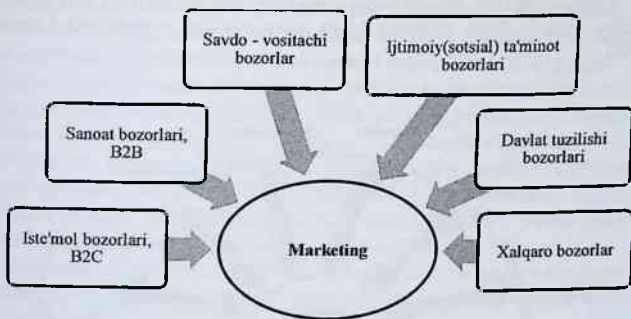 Savdo - vositachi
bozorlar
Ijtimoiy(sotsial) ta'minot
bozorlari
Sanoat bozorlari,
B2B
Davlat tuzilishi
bozorlari
Iste'mol bozorlari,
B2C
Marketing
Xalqaro bozorlar